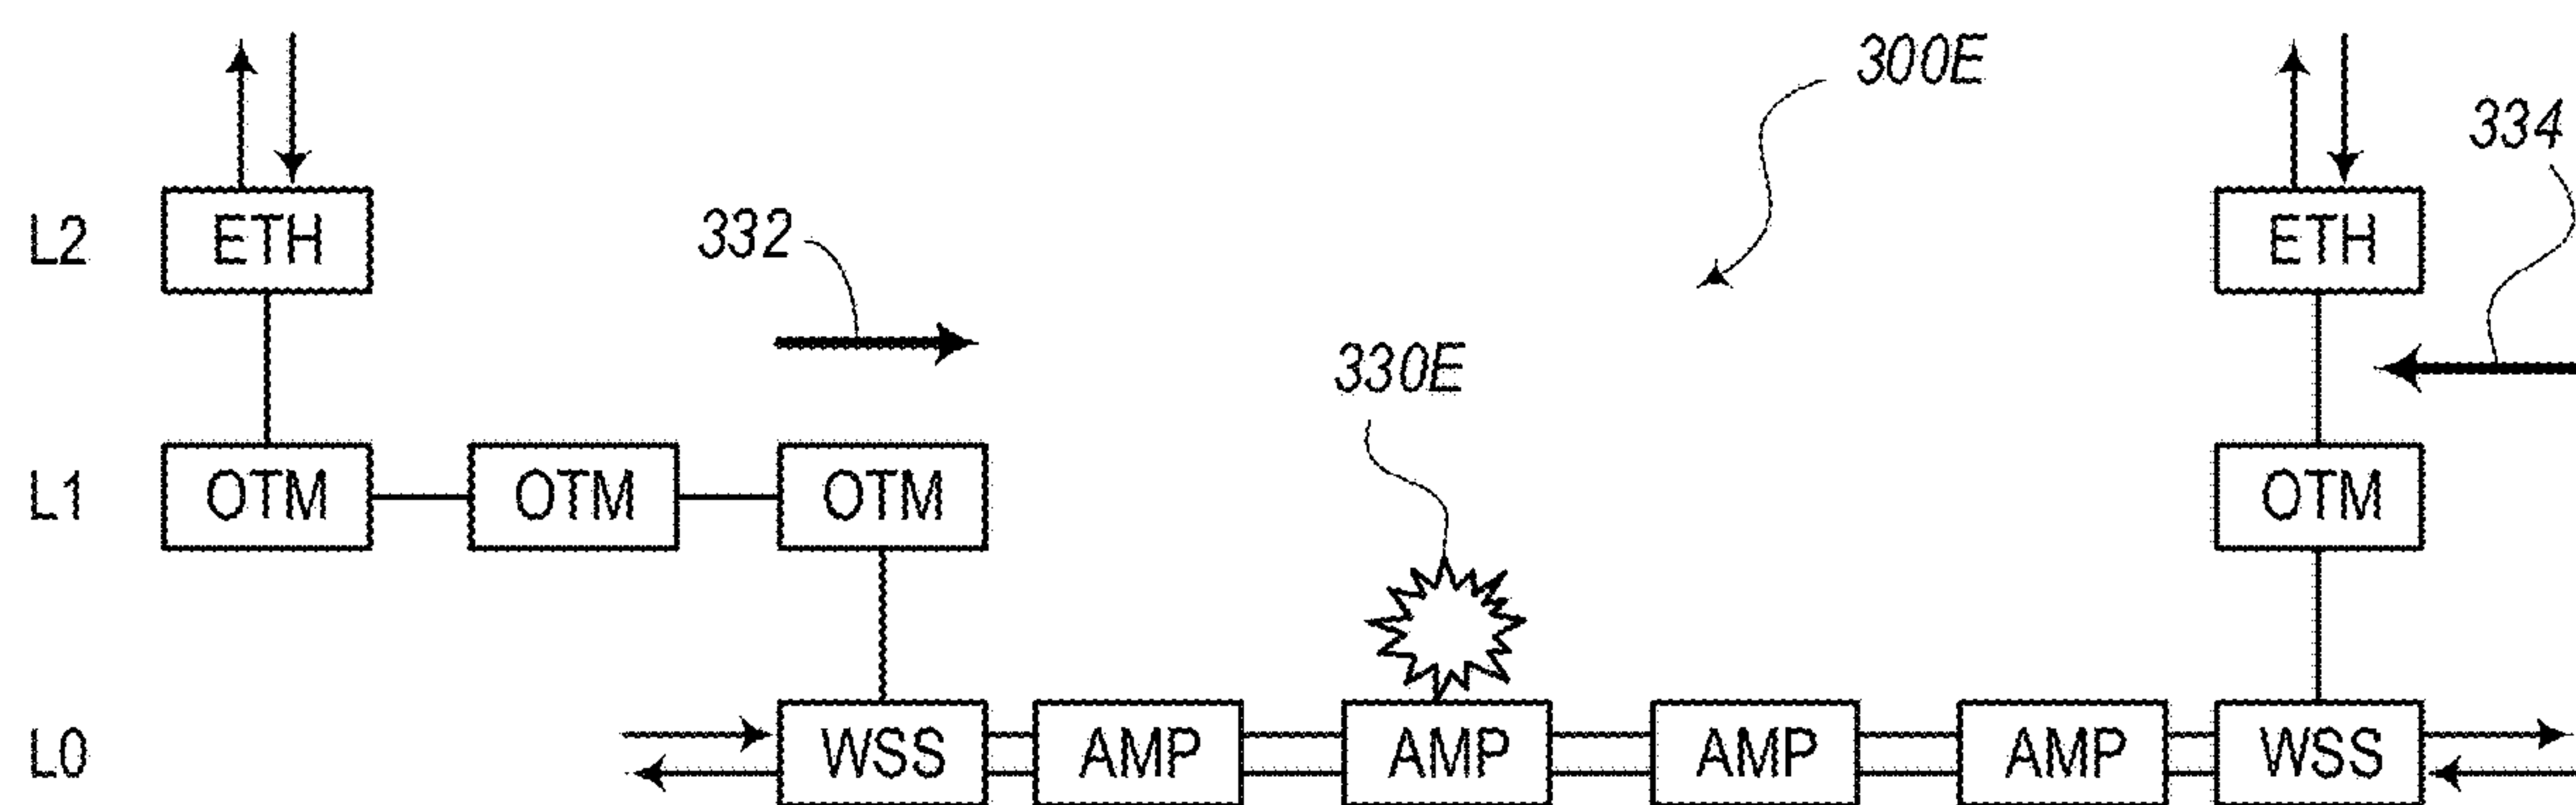 300E
334
L2 ETH 332 ETH
330E
L1 OTM OTM OTM OTM
L0 WSS AMP AMP AMP AMP WSS